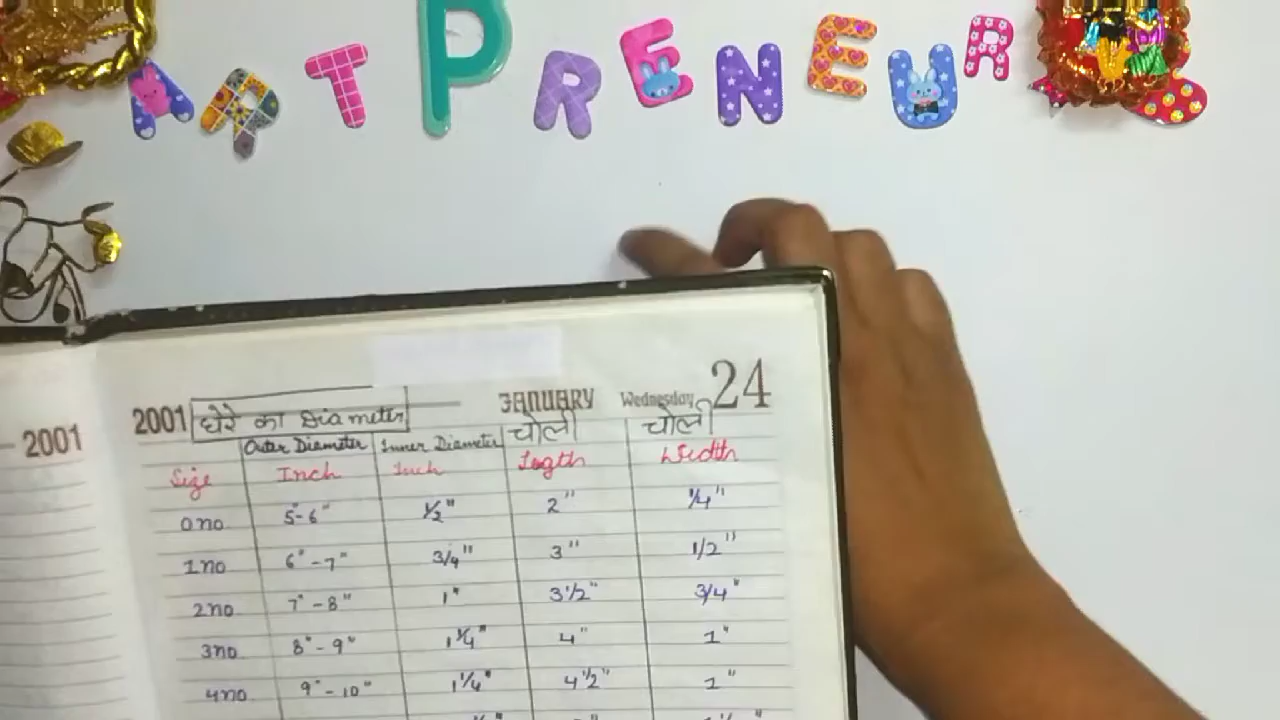 ARTPRENEUR
2001
2001 घेरे का Diameter JANUARY Wednesday 24
Outer Diameter Inner Diameter चोली चोली
Size Inch Inch Legth Width
0 no 5"-6" 1/2" 2" 1/4"
1 no 6"-7" 3/4" 3" 1/2"
2 no 7"-8" 1" 3 1/2" 3/4"
3 no 8"-9" 1 1/4" 4" 1"
4 no 9"-10" 1 1/4" 4 1/2" 1"